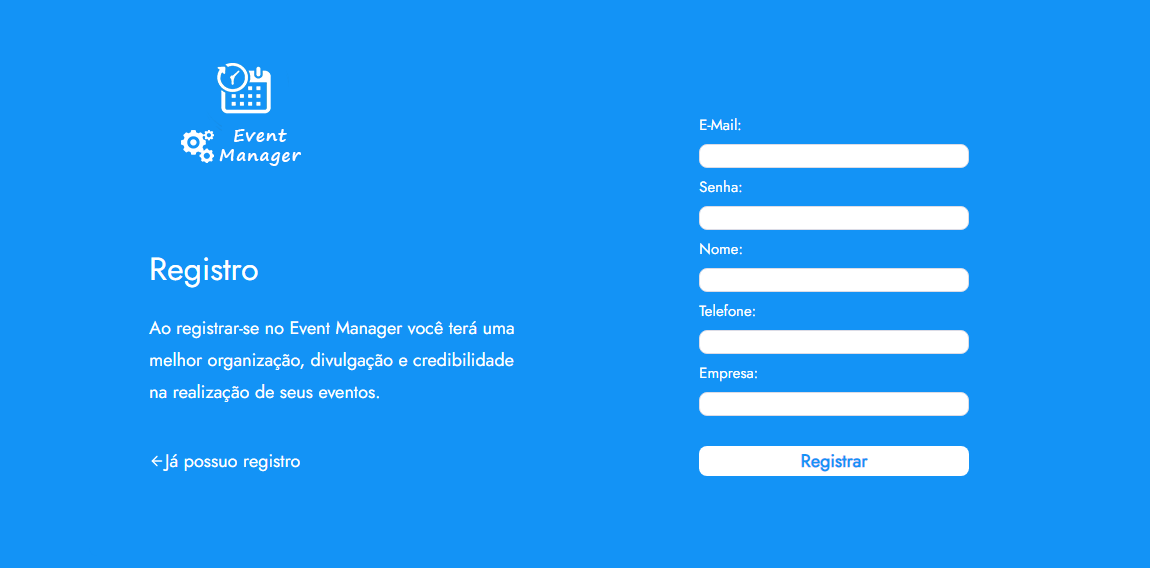 Event
Manager
Registro
Ao registrar-se no Event Manager você terá uma
melhor organização, divulgação e credibilidade
na realização de seus eventos.
←Já possuo registro
E-Mail:
Senha:
Nome:
Telefone:
Empresa:
Registrar